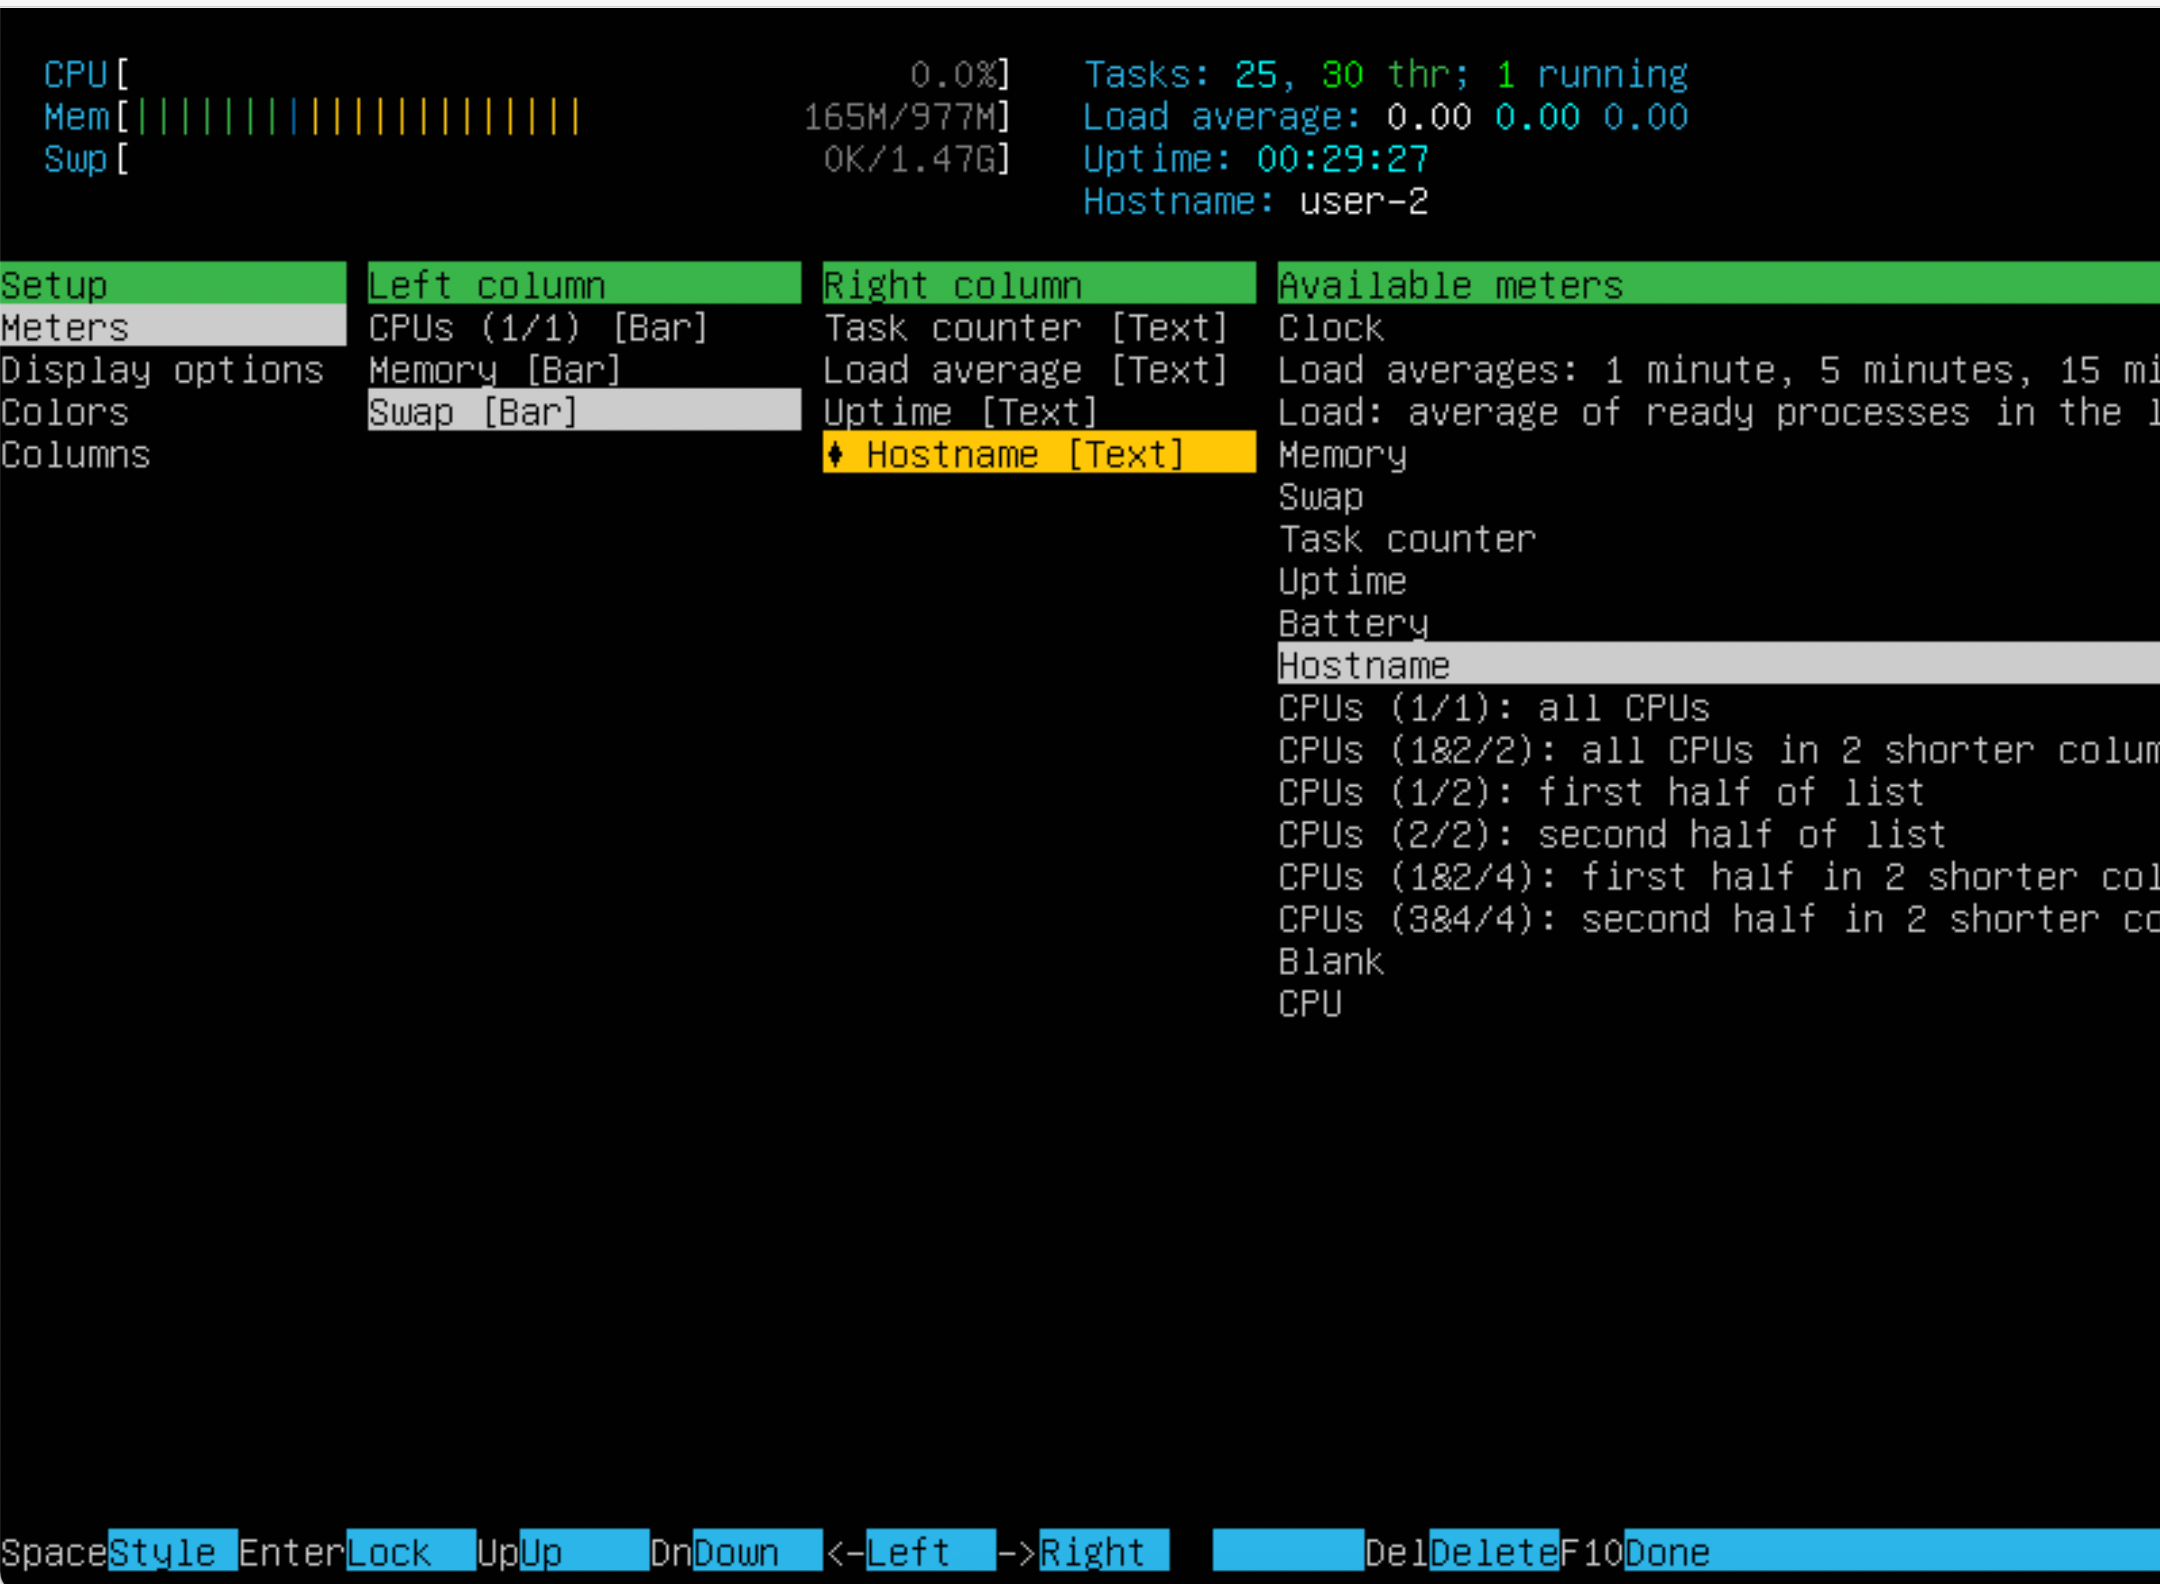 CPU[ 0.0%] Tasks: 25, 30 thr; 1 running
Mem[||||||||||||||||||||| 165M/977M] Load average: 0.00 0.00 0.00
Swp[ 0K/1.47G] Uptime: 00:29:27
Hostname: user-2
Setup Left column Right column Available meters
Meters CPUs (1/1) [Bar] Task counter [Text] Clock
Display options Memory [Bar] Load average [Text] Load averages: 1 minute, 5 minutes, 15 mi
Colors Swap [Bar] Uptime [Text] Load: average of ready processes in the l
Columns ♦ Hostname [Text] Memory
Swap
Task counter
Uptime
Battery
Hostname
CPUs (1/1): all CPUs
CPUs (1&2/2): all CPUs in 2 shorter colum
CPUs (1/2): first half of list
CPUs (2/2): second half of list
CPUs (1&2/4): first half in 2 shorter col
CPUs (3&4/4): second half in 2 shorter co
Blank
CPU
SpaceStyle EnterLock UpUp DnDown <-Left ->Right DelDeleteF10Done